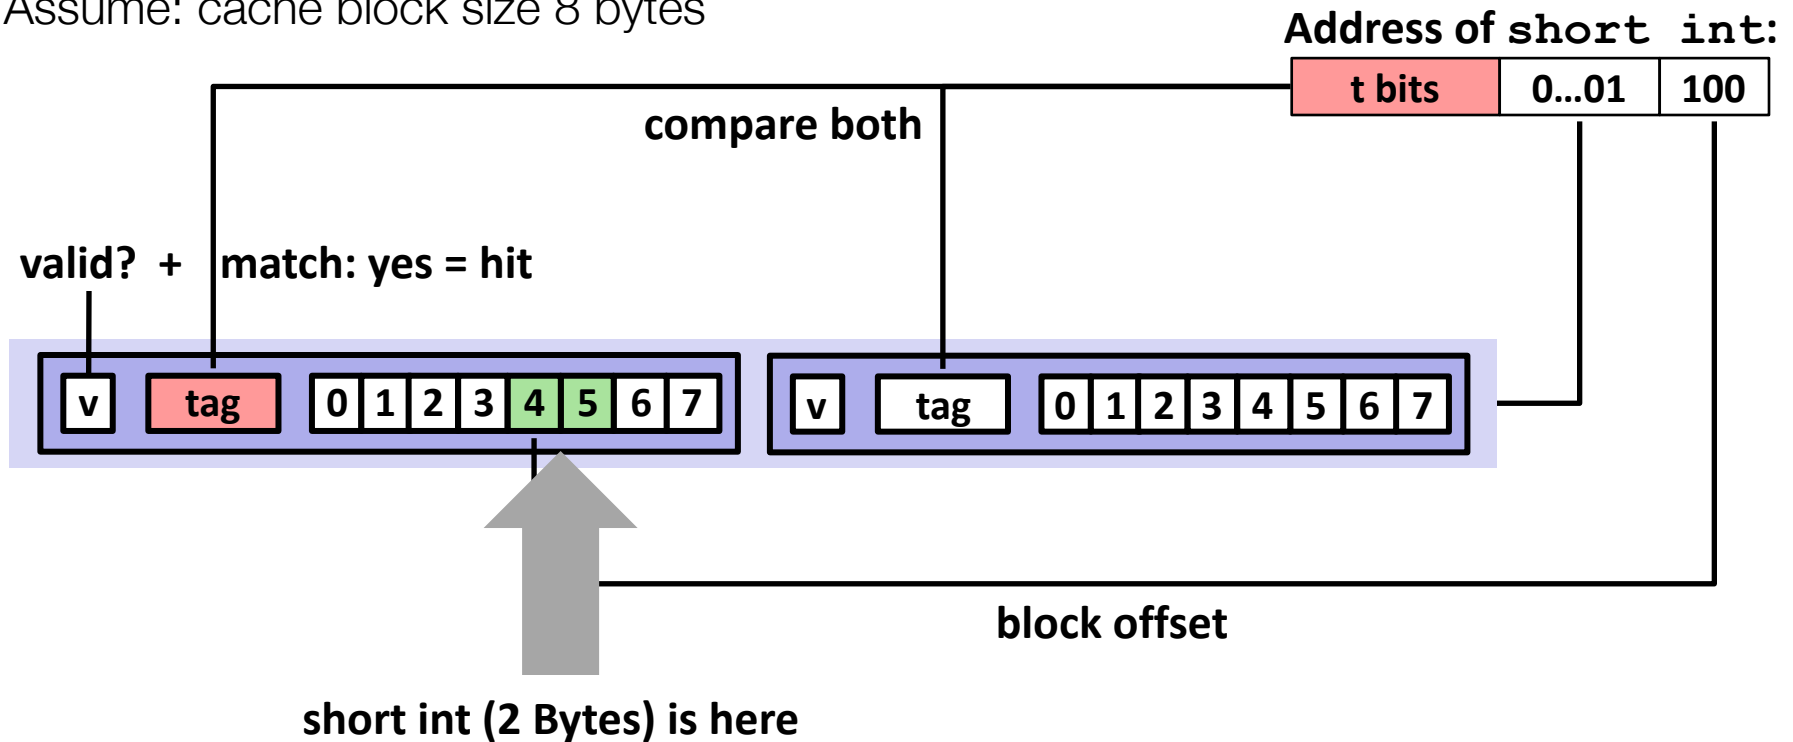 Assume: cache block size 8 bytes
Address of short int:
t bits 0...01 100
compare both
valid? + match: yes = hit
v tag 0 1 2 3 4 5 6 7 v tag 0 1 2 3 4 5 6 7
block offset
short int (2 Bytes) is here